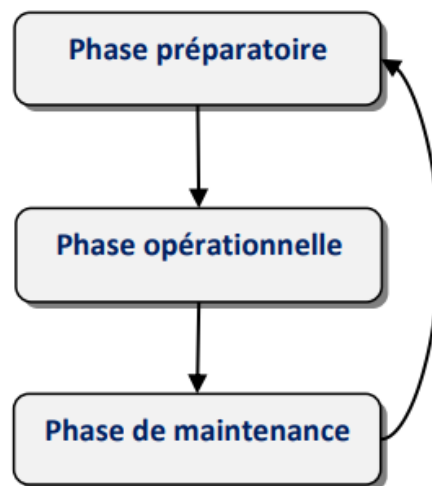 Phase préparatoire
Phase opérationnelle
Phase de maintenance